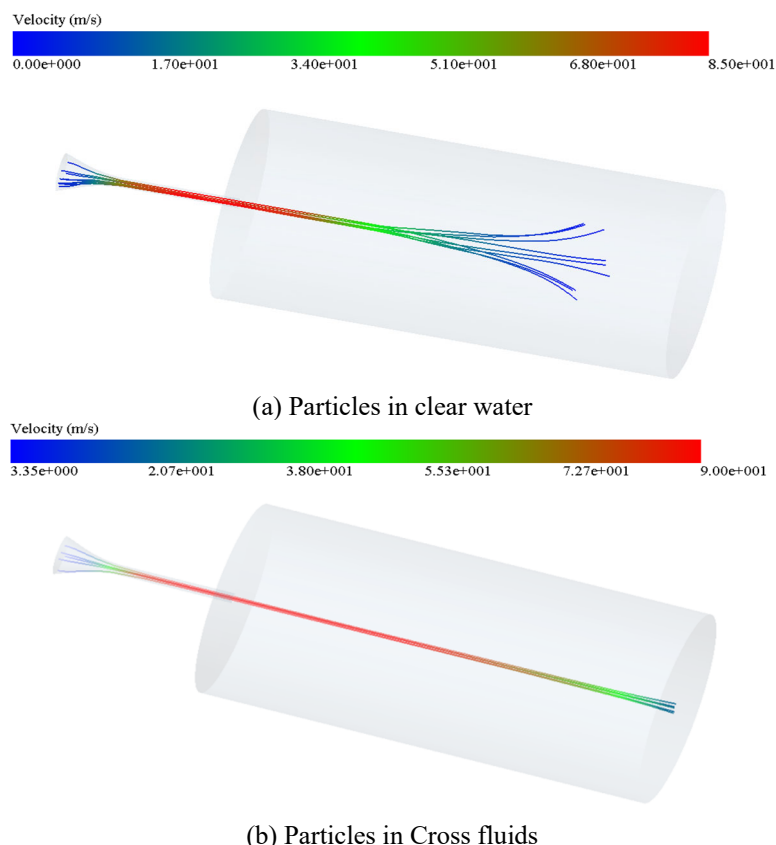 Velocity (m/s)
0.00e+000 1.70e+001 3.40e+001 5.10e+001 6.80e+001 8.50e+001
(a) Particles in clear water
Velocity (m/s)
3.35e+000 2.07e+001 3.80e+001 5.53e+001 7.27e+001 9.00e+001
(b) Particles in Cross fluids